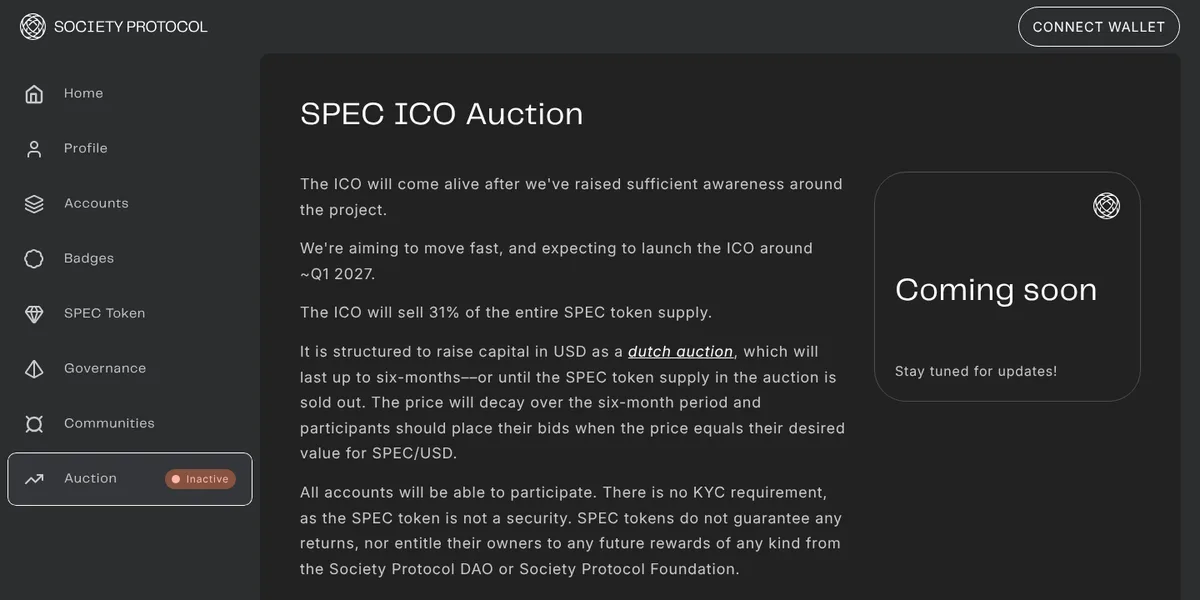 SOCIETY PROTOCOL
CONNECT WALLET
Home
Profile
Accounts
Badges
SPEC Token
Governance
Communities
Auction
Inactive
SPEC ICO Auction
The ICO will come alive after we've raised sufficient awareness around
the project.
We're aiming to move fast, and expecting to launch the ICO around
~Q1 2027.
The ICO will sell 31% of the entire SPEC token supply.
It is structured to raise capital in USD as a dutch auction, which will
last up to six-months––or until the SPEC token supply in the auction is
sold out. The price will decay over the six-month period and
participants should place their bids when the price equals their desired
value for SPEC/USD.
All accounts will be able to participate. There is no KYC requirement,
as the SPEC token is not a security. SPEC tokens do not guarantee any
returns, nor entitle their owners to any future rewards of any kind from
the Society Protocol DAO or Society Protocol Foundation.
Coming soon
Stay tuned for updates!